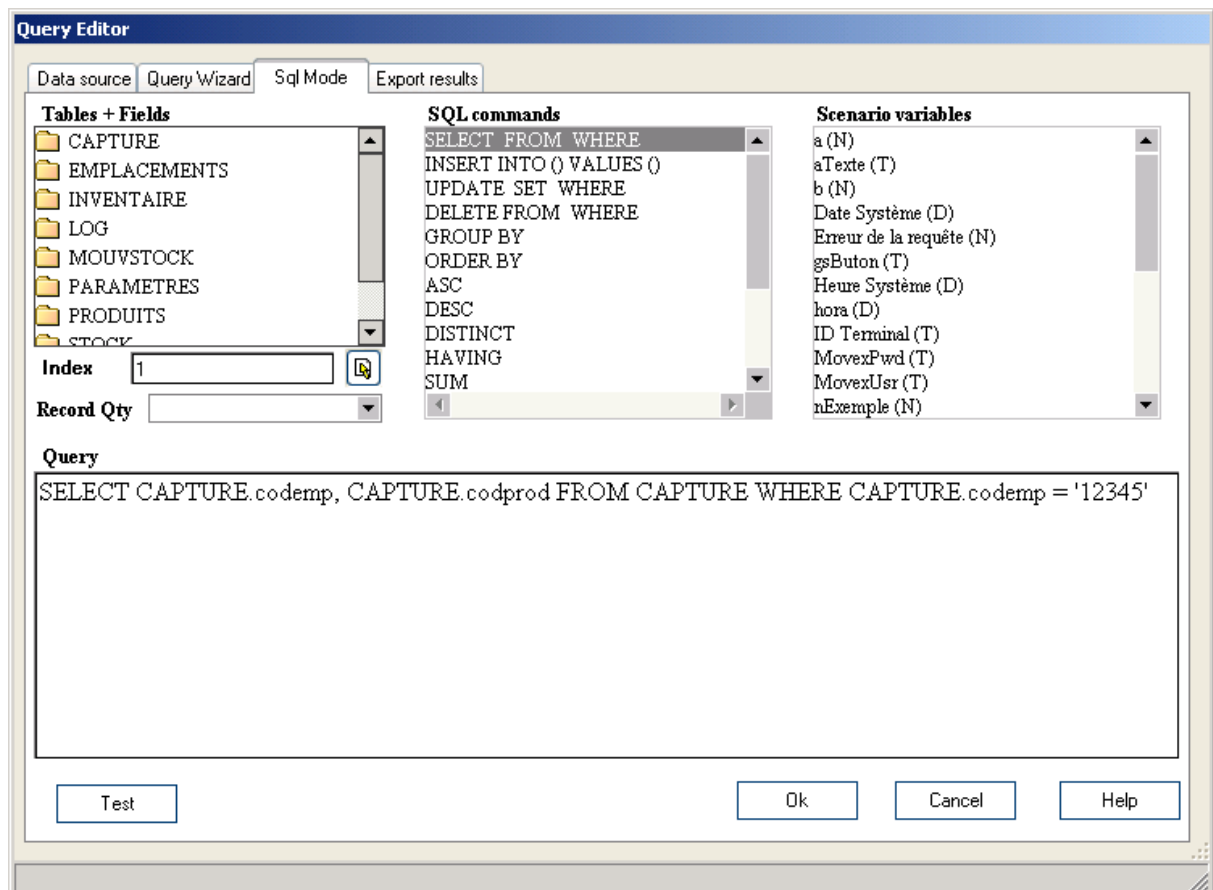 Query Editor
Data source Query Wizard Sql Mode Export results
Tables + Fields
CAPTURE
EMPLACEMENTS
INVENTAIRE
LOG
MOUVSTOCK
PARAMETRES
PRODUITS
STOCK
Index 1
Record Qty
SQL commands
SELECT FROM WHERE
INSERT INTO () VALUES ()
UPDATE SET WHERE
DELETE FROM WHERE
GROUP BY
ORDER BY
ASC
DESC
DISTINCT
HAVING
SUM
Scenario variables
a (N)
aTexte (T)
b (N)
Date Système (D)
Erreur de la requête (N)
gsButon (T)
Heure Système (D)
hora (D)
ID Terminal (T)
MovexPwd (T)
MovexUsr (T)
nExemple (N)
Query
SELECT CAPTURE.codemp, CAPTURE.codprod FROM CAPTURE WHERE CAPTURE.codemp = '12345'
Test Ok Cancel Help